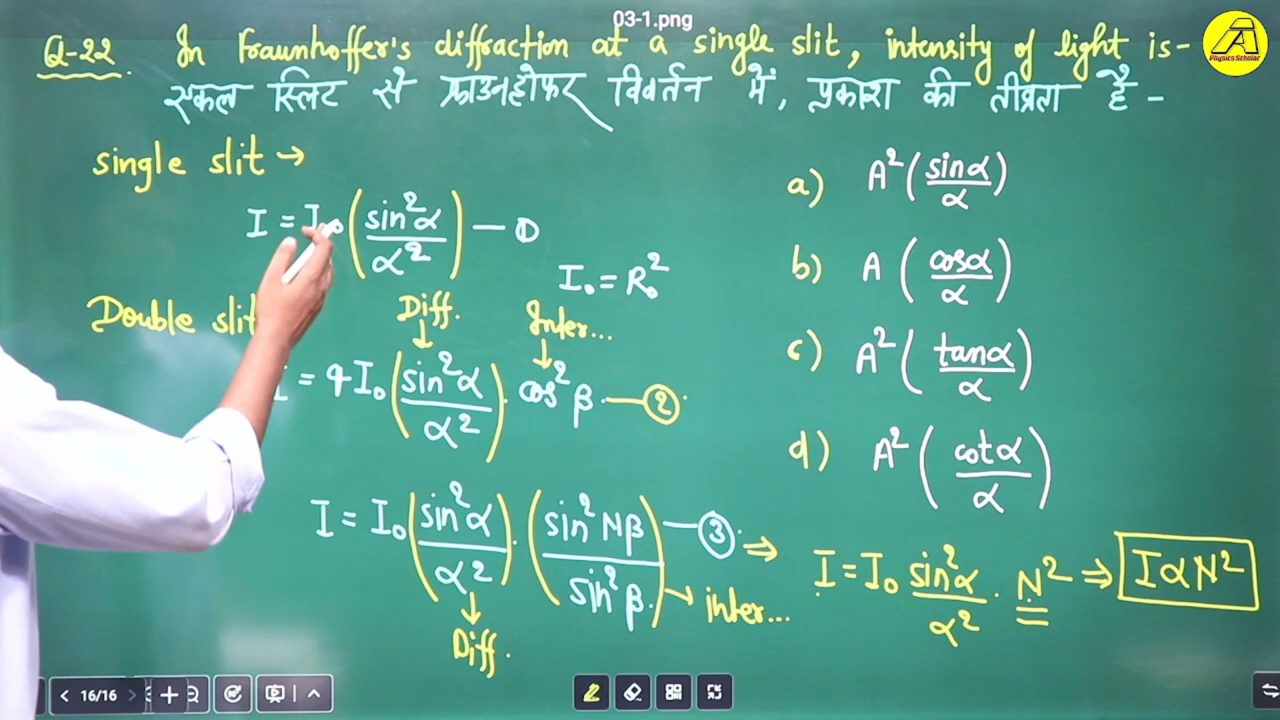 03-1.png
Q-22. In Fraunhoffer's diffraction at a single slit, intensity of light is-
एकल स्लिट से फ्राउनहोफर विवर्तन में, प्रकाश की तीव्रता है -
Physics Scholar
single slit →
I = I₀ (sin²α / α²) — ①
I₀ = R₀²
Double slit
Diff. ↓
Inter... ↓
= 4I₀ (sin²α / α²) . cos²β. — ②.
I = I₀ (sin²α / α²) . (sin²Nβ / sin²β.) — ③. ⇒ I = I₀ sin²α / α² . N² ⇒ I α N²
↓ Diff.
→ inter...
a) A² (sinα / α)
b) A (cosα / α)
c) A² (tanα / α)
d) A² (cotα / α)
16/16